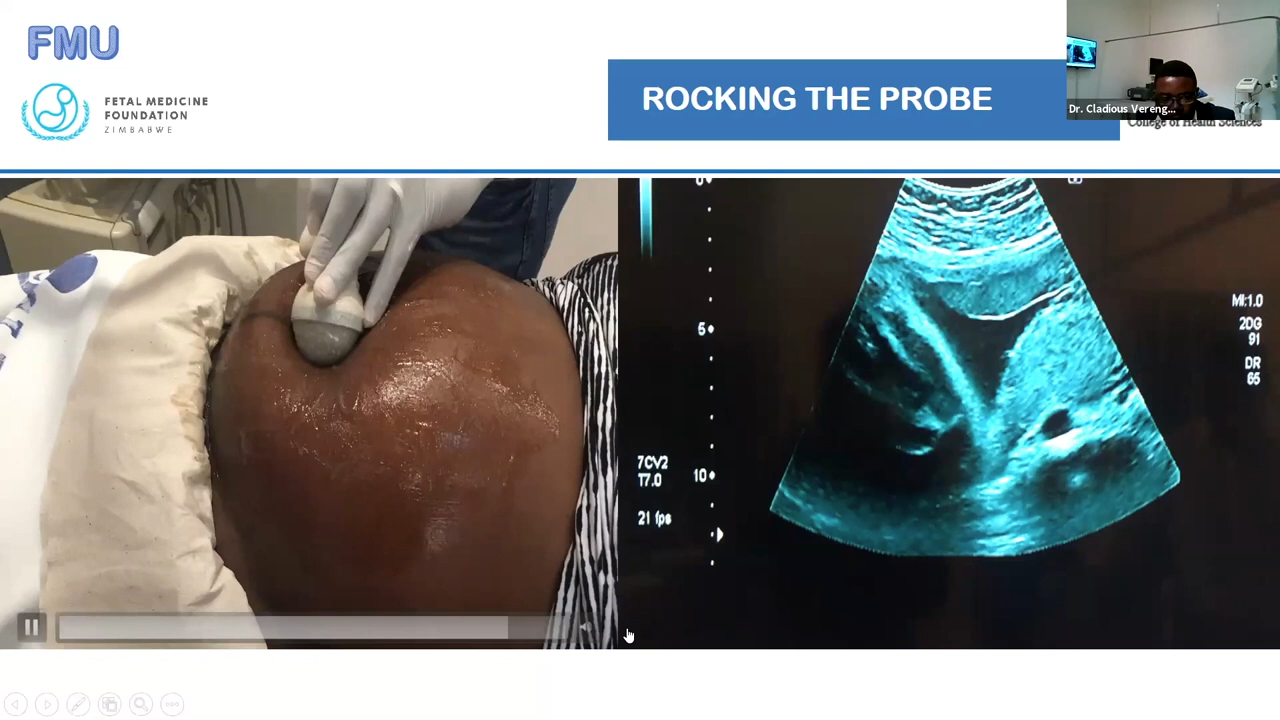 FMU
FETAL MEDICINE
FOUNDATION
ZIMBABWE
ROCKING THE PROBE
Dr. Cladious Vereng...
College of Health Sciences
0
5
10
7CV2
T7.0
21 fps
MI:1.0
2DG
91
DR
65